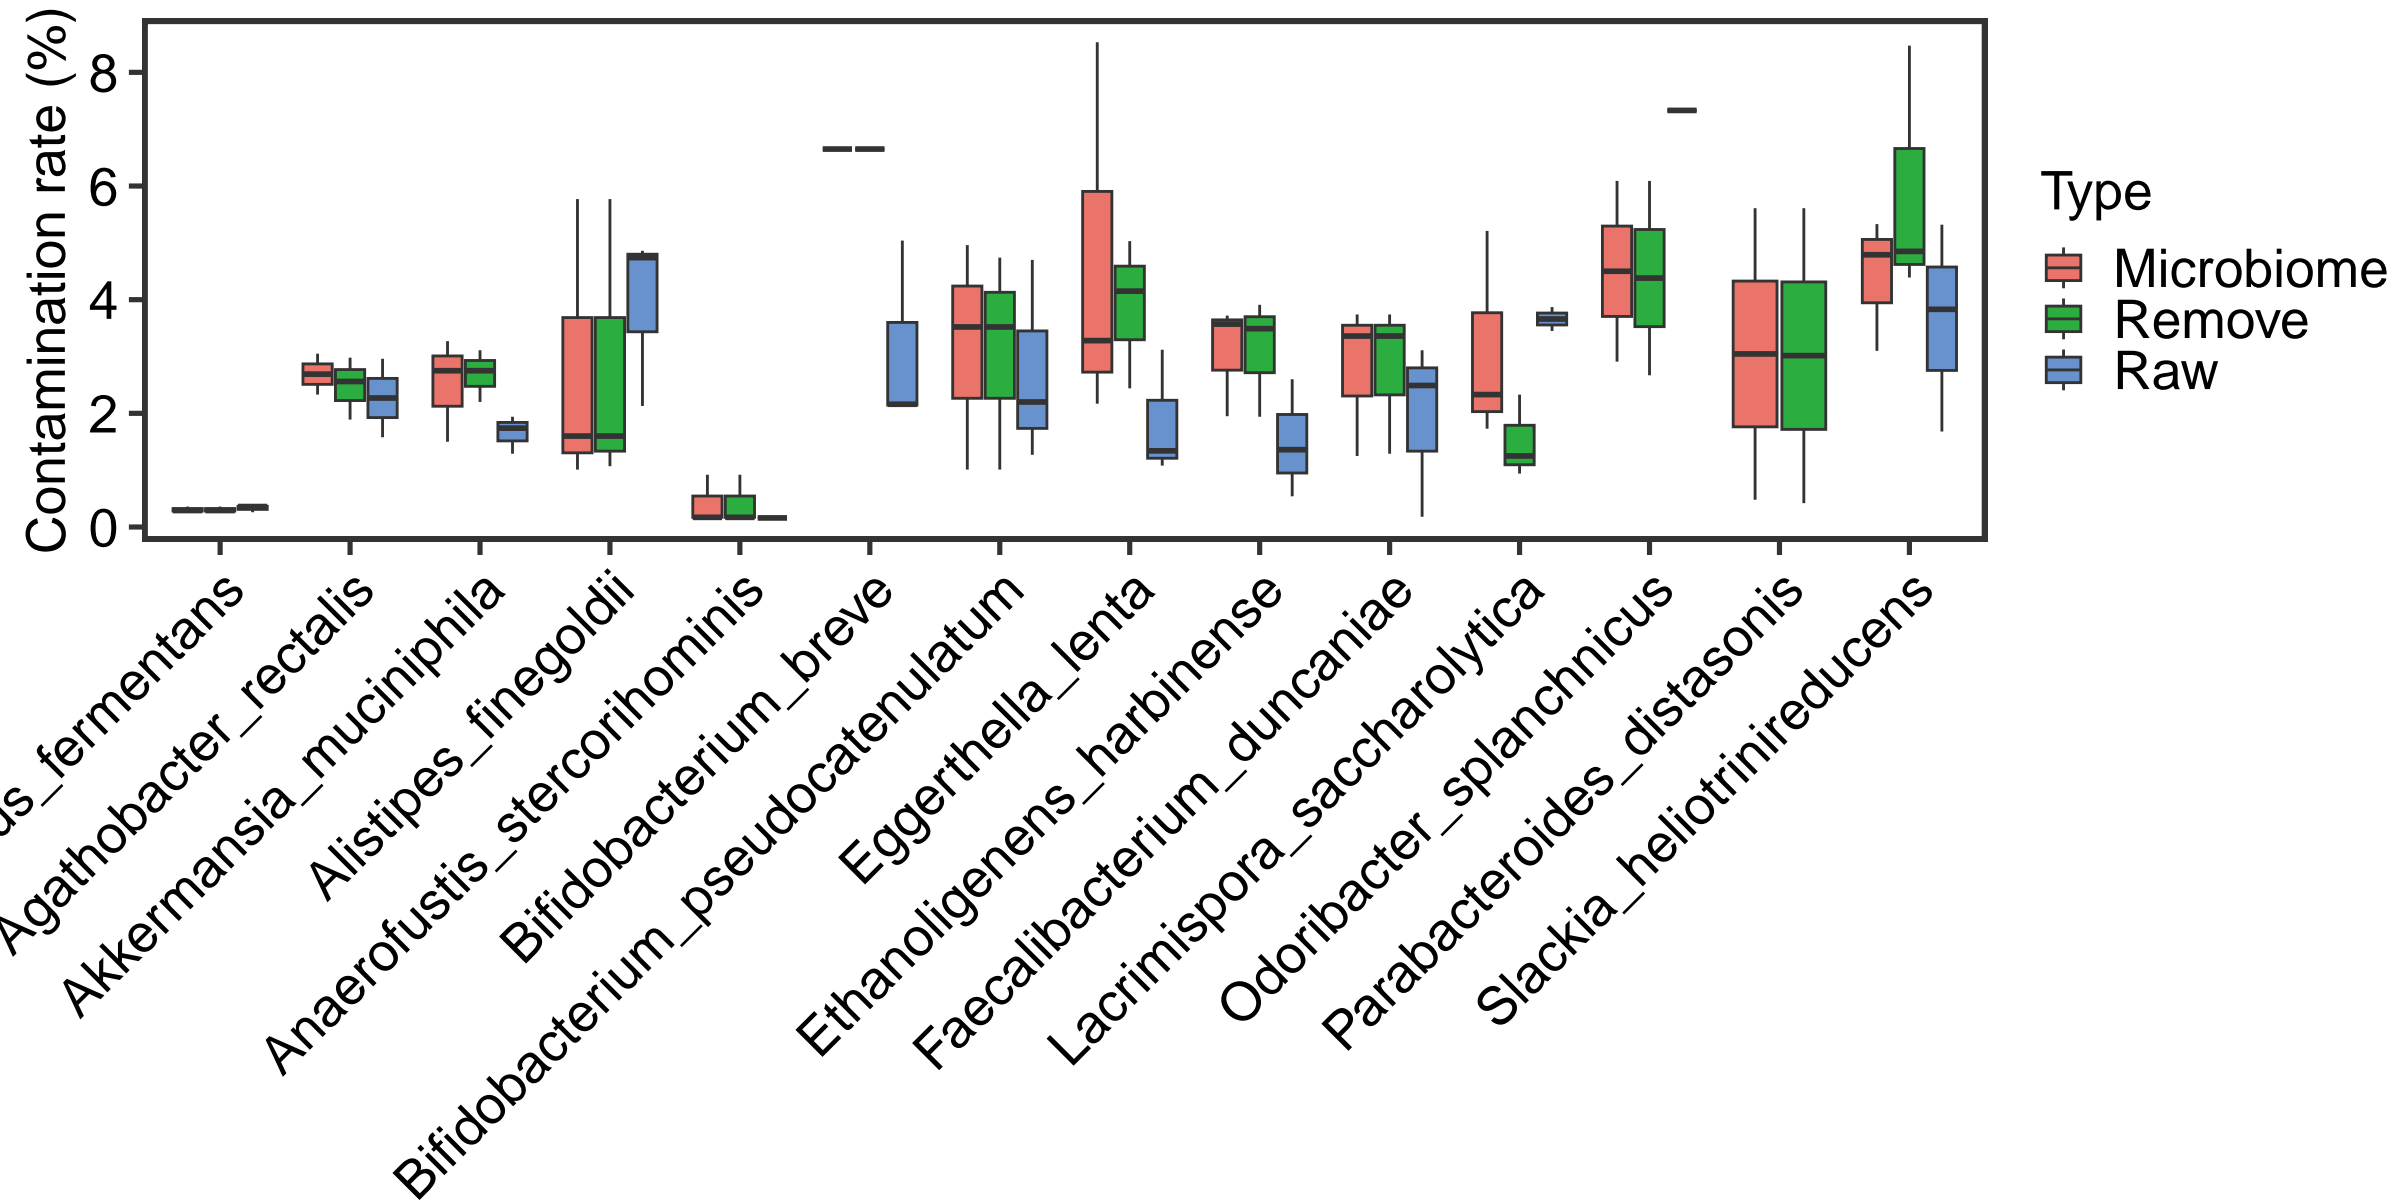 Contamination rate (%)
8
6
4
2
0
Type
Microbiome
Remove
Raw
us_fermentans
Agathobacter_rectalis
Akkermansia_muciniphila
Alistipes_finegoldii
Anaerofustis_stercorihominis
Bifidobacterium_breve
Bifidobacterium_pseudocatenulatum
Eggerthella_lenta
Ethanoligenens_harbinense
Faecalibacterium_duncaniae
Lacrimispora_saccharolytica
Odoribacter_splanchnicus
Parabacteroides_distasonis
Slackia_heliotrinireducens